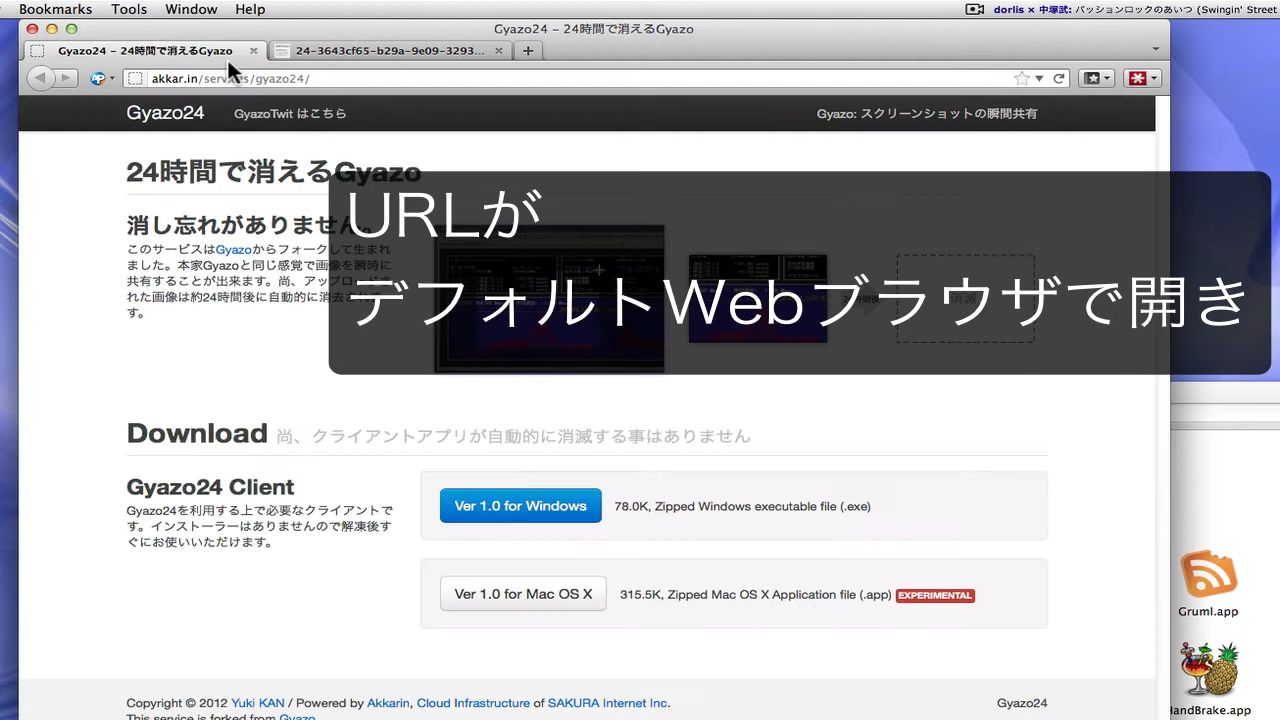 Bookmarks Tools Window Help
dorlis × 中塚武: パッションロックのあいつ (Swingin' Street
Gyazo24 – 24時間で消えるGyazo
Gyazo24 – 24時間で消えるGyazo
24-3643cf65-b29a-9e09-3293...
akkar.in/services/gyazo24/
Gyazo24
GyazoTwit はこちら
Gyazo: スクリーンショットの瞬間共有
24時間で消えるGyazo
URLが
デフォルトWebブラウザで開き
消し忘れがありません。
このサービスはGyazoからフォークして生まれ
ました。本家Gyazoと同じ感覚で画像を瞬時に
共有することが出来ます。尚、アップロードさ
れた画像は約24時間後に自動的に消去されま
す。
Download 尚、クライアントアプリが自動的に消滅する事はありません
Gyazo24 Client
Gyazo24を利用する上で必要なクライアントで
す。インストーラーはありませんので解凍後す
ぐにお使いいただけます。
Ver 1.0 for Windows
78.0K, Zipped Windows executable file (.exe)
Ver 1.0 for Mac OS X
315.5K, Zipped Mac OS X Application file (.app) EXPERIMENTAL
Gruml.app
HandBrake.app
Copyright © 2012 Yuki KAN / Powered by Akkarin, Cloud Infrastructure of SAKURA Internet Inc.
Gyazo24
This service is forked from Gyazo